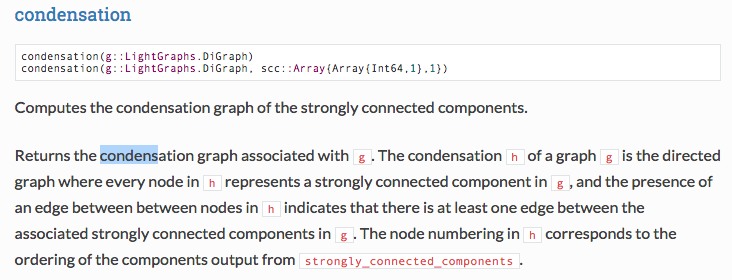 condensation
condensation(g::LightGraphs.DiGraph)
condensation(g::LightGraphs.DiGraph, scc::Array{Array{Int64,1},1})
Computes the condensation graph of the strongly connected components.
Returns the condensation graph associated with g . The condensation h of a graph g is the directed
graph where every node in h represents a strongly connected component in g , and the presence of
an edge between between nodes in h indicates that there is at least one edge between the
associated strongly connected components in g . The node numbering in h corresponds to the
ordering of the components output from strongly_connected_components .